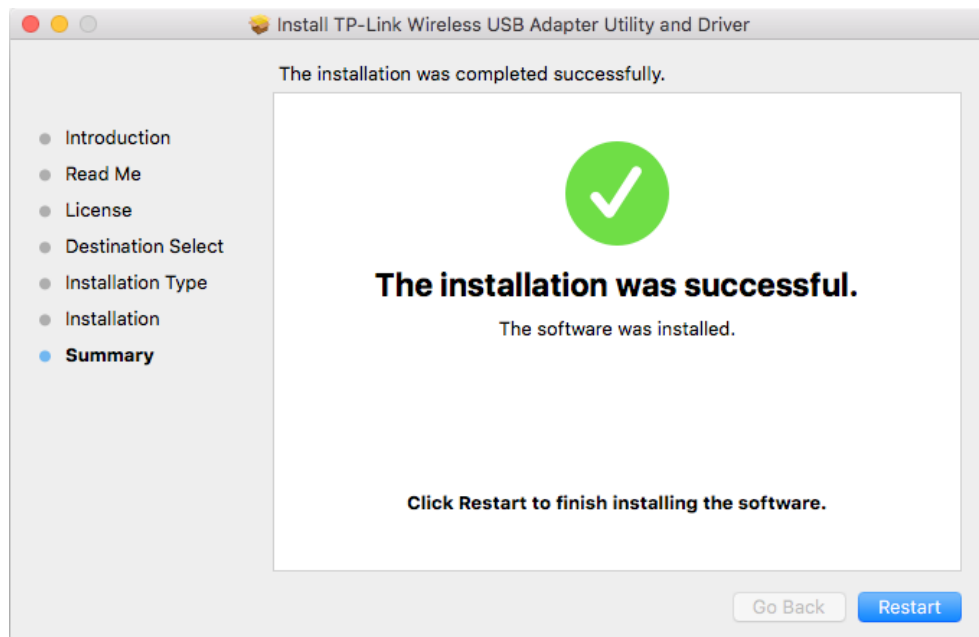 Install TP-Link Wireless USB Adapter Utility and Driver
The installation was completed successfully.
Introduction
Read Me
License
Destination Select
Installation Type
Installation
Summary
The installation was successful.
The software was installed.
Click Restart to finish installing the software.
Go Back
Restart